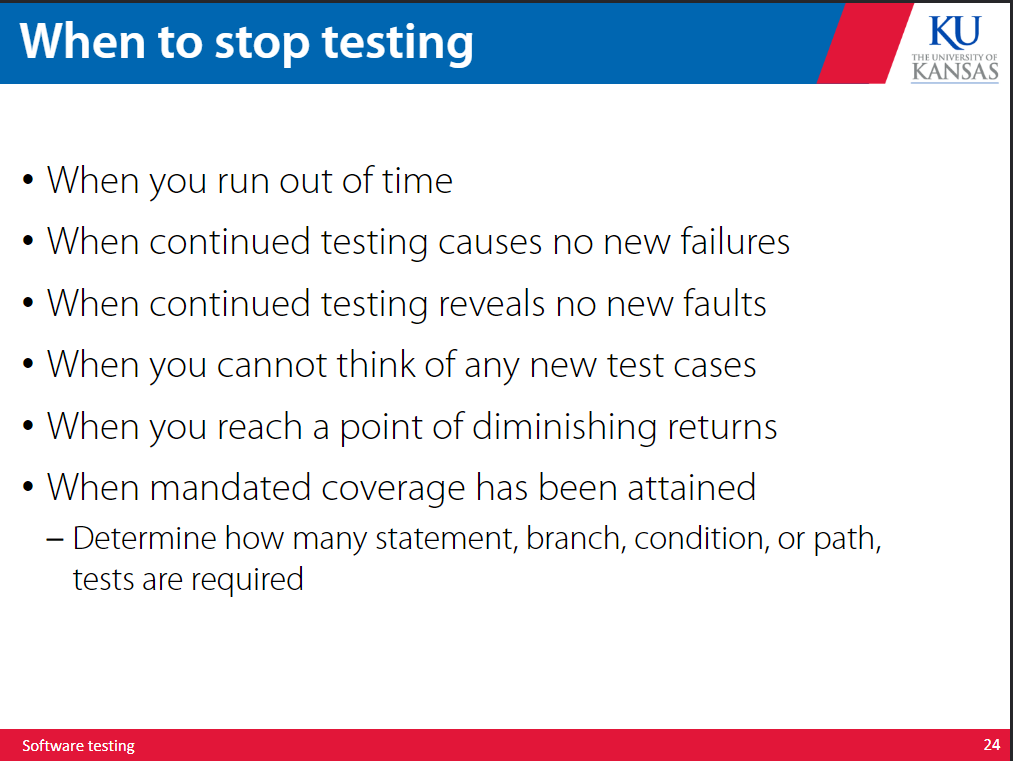 When to stop testing
KU
THE UNIVERSITY OF
KANSAS
• When you run out of time
• When continued testing causes no new failures
• When continued testing reveals no new faults
• When you cannot think of any new test cases
• When you reach a point of diminishing returns
• When mandated coverage has been attained
– Determine how many statement, branch, condition, or path,
tests are required
Software testing
24